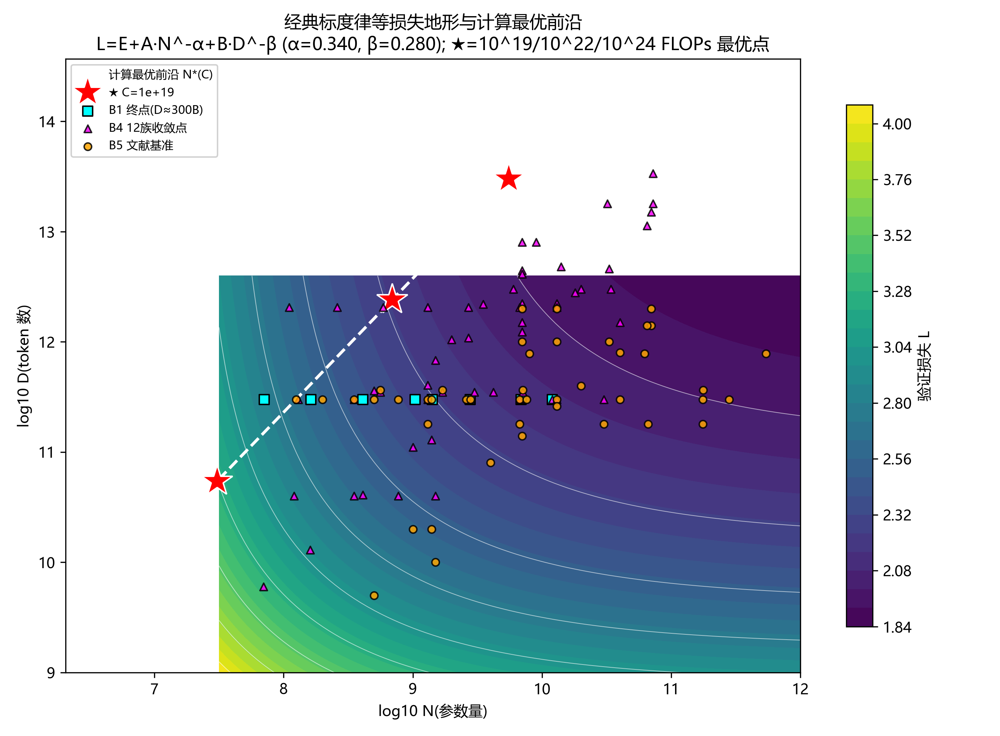 经典标度律等损失地形与计算最优前沿
L=E+A·N^-α+B·D^-β (α=0.340, β=0.280); ★=10^19/10^22/10^24 FLOPs 最优点
计算最优前沿 N*(C)
★ C=1e+19
B1 终点(D≈300B)
B4 12族收敛点
B5 文献基准
14
13
12
11
10
9
log10 D(token 数)
7
8
9
10
11
12
log10 N(参数量)
4.00
3.76
3.52
3.28
3.04
2.80
2.56
2.32
2.08
1.84
验证损失 L